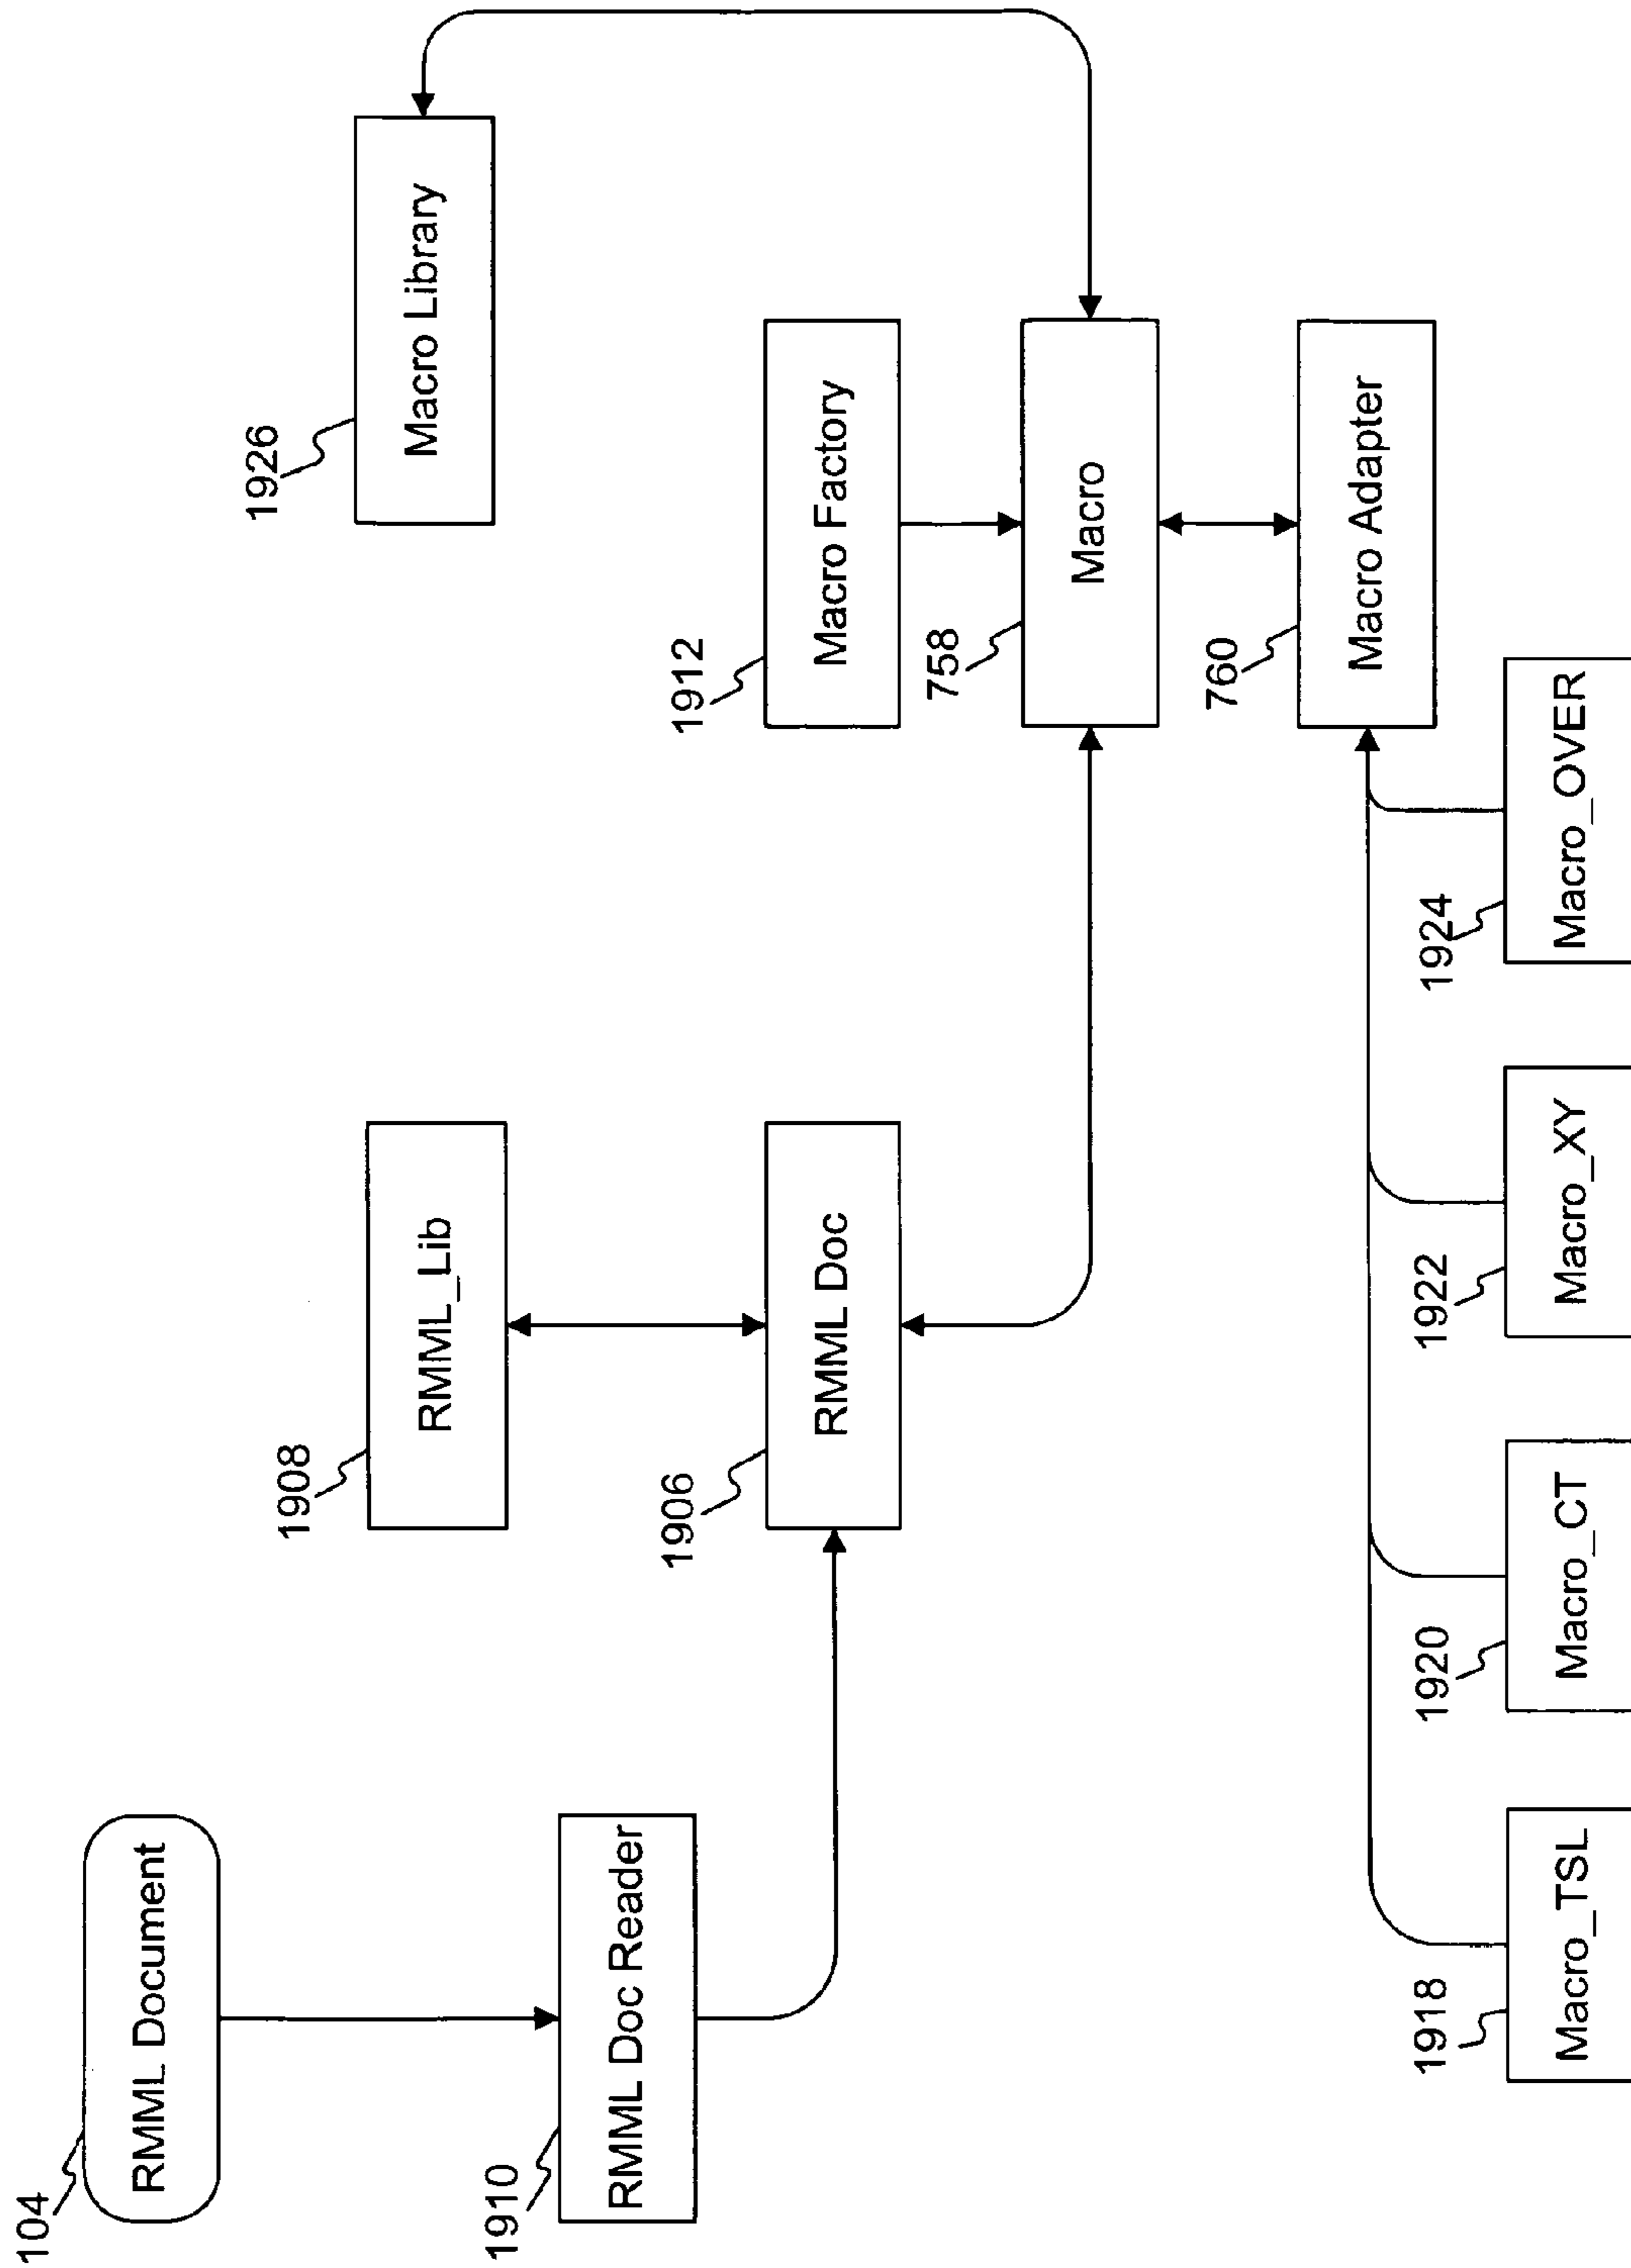 104
RMML Document
1908
1926
RMML_Lib
Macro Library
1910
RMML Doc Reader
1906
1912
RMML Doc
Macro Factory
758
Macro
760
Macro Adapter
1918
1920
1922
1924
Macro_TSL
Macro_CT
Macro_XY
Macro_OVER